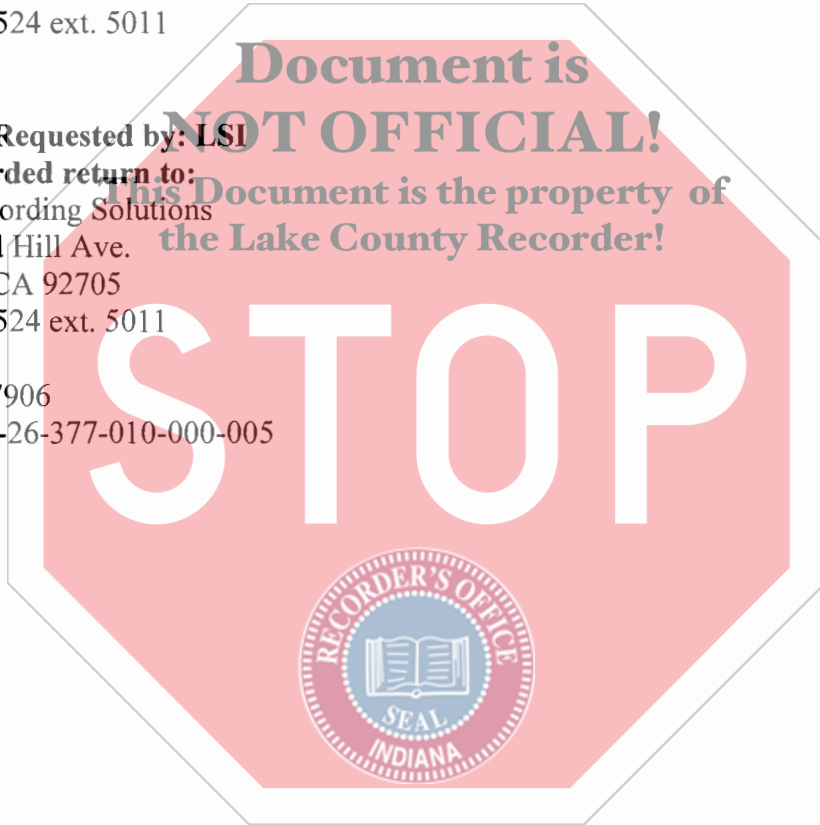 524 ext. 5011
Document is
NOT OFFICIAL!
Requested by: LSI
rded return to:
This Document is the property of
ording Solutions
the Lake County Recorder!
l Hill Ave.
CA 92705
524 ext. 5011
STOP
7906
-26-377-010-000-005
RECORDER'S OFFICE
SEAL
INDIANA